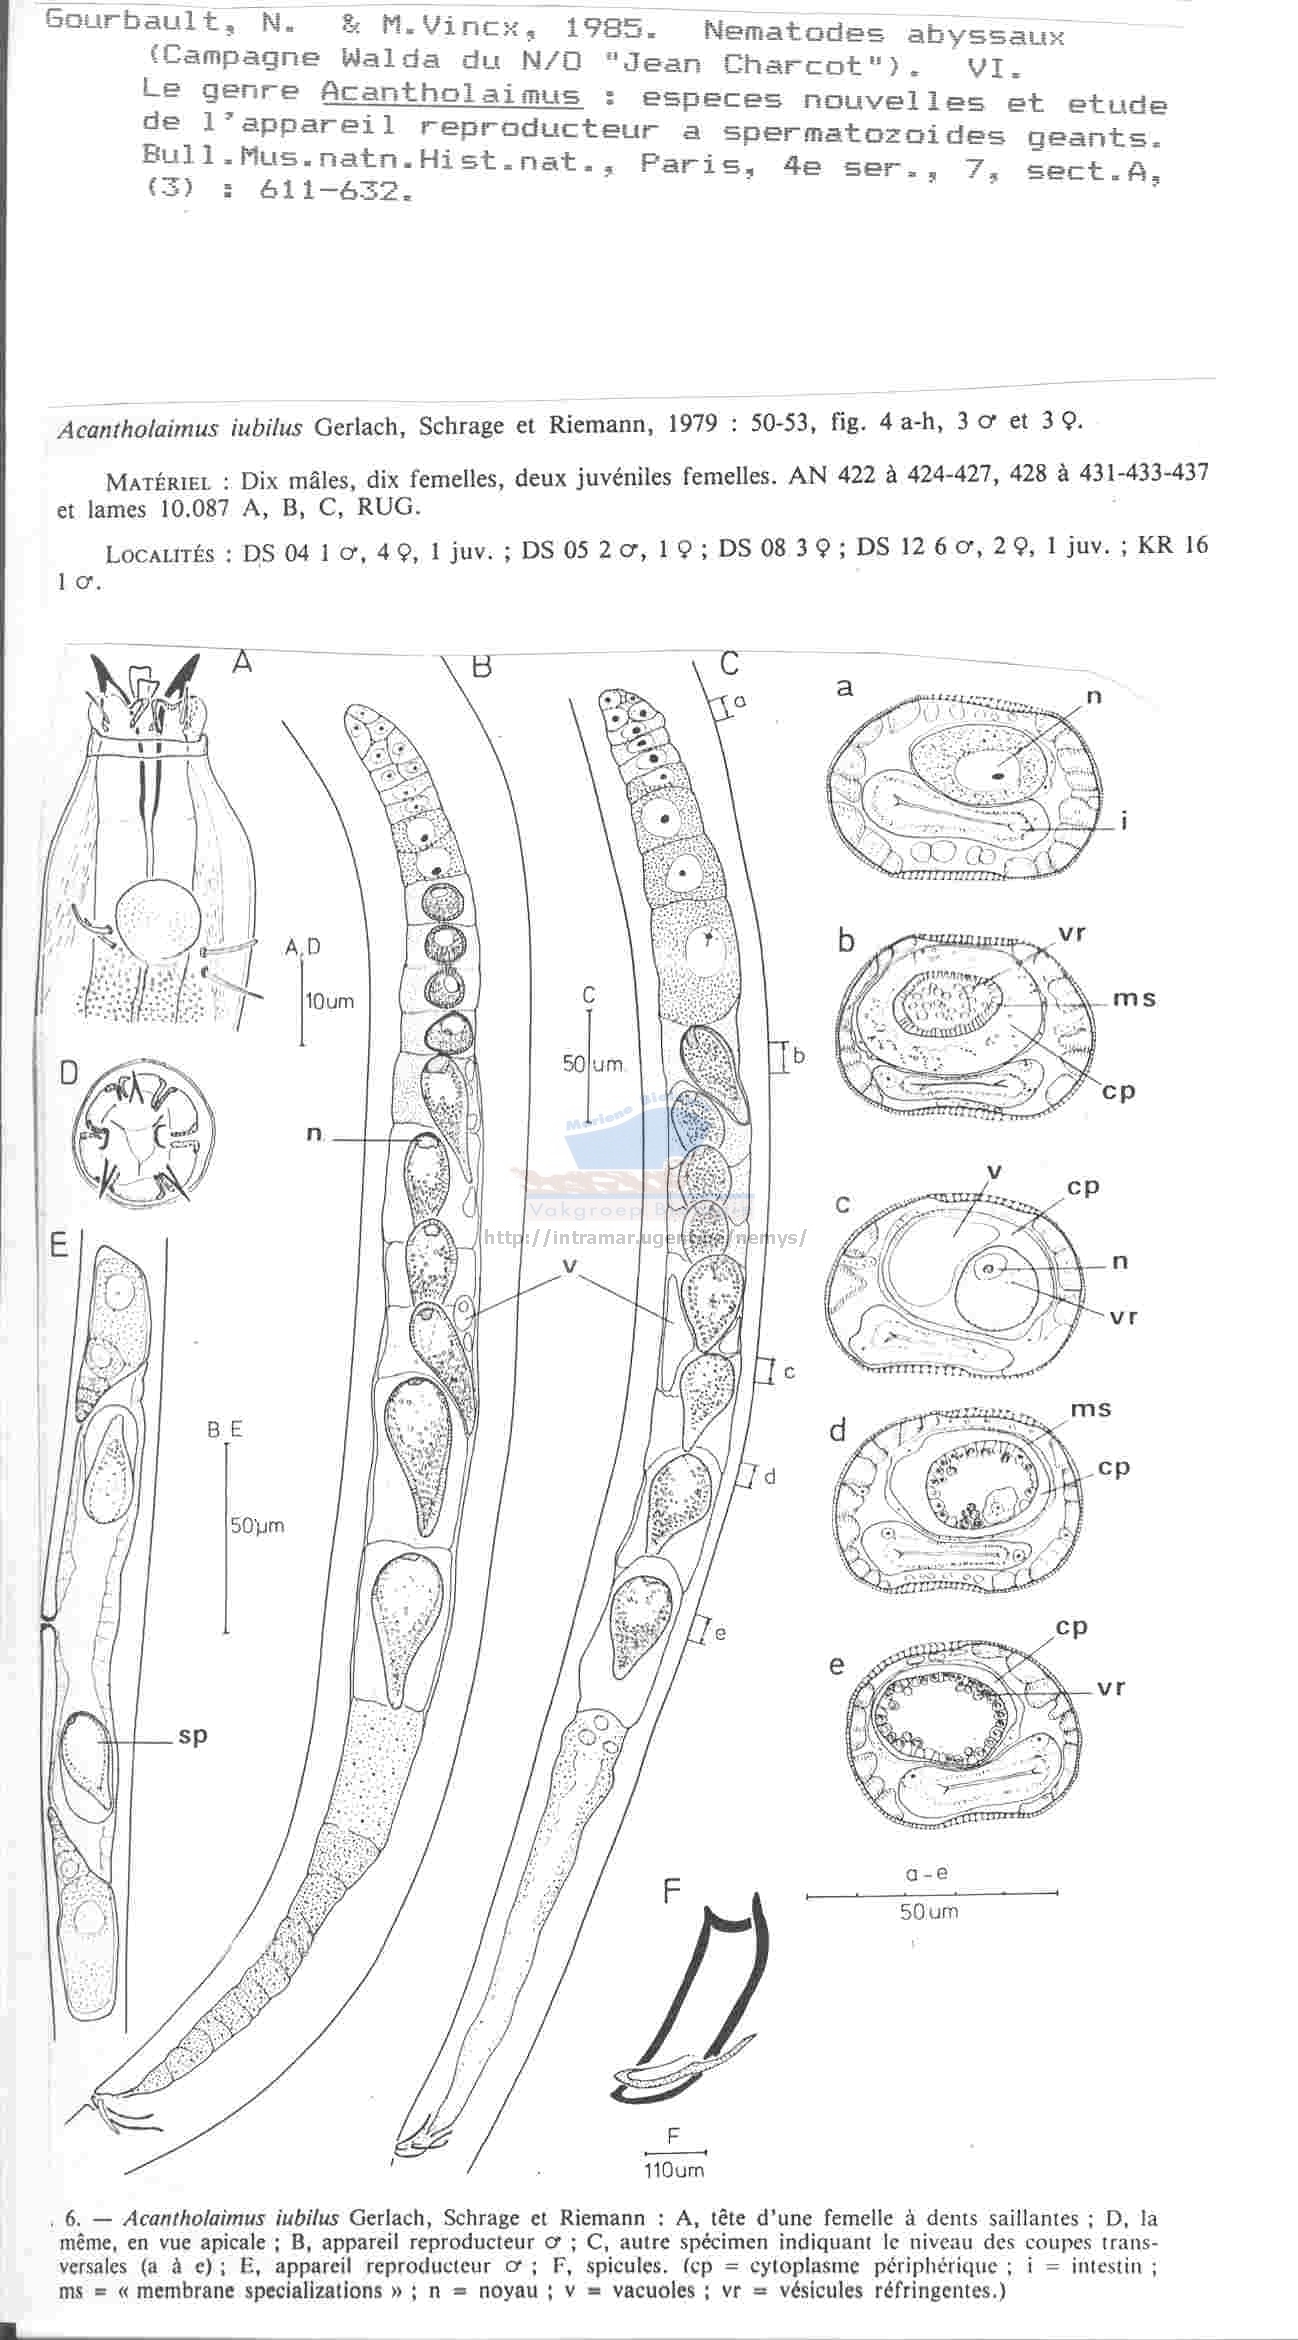 Gourbault, N. & M.Vincx, 1985. Nematodes abyssaux
(Campagne Walda du N/O "Jean Charcot"). VI.
Le genre Acantholaimus : especes nouvelles et etude
de l'appareil reproducteur a spermatozoides geants.
Bull.Mus.natn.Hist.nat., Paris, 4e ser., 7, sect.A,
(3) : 611-632.
Acantholaimus iubilus Gerlach, Schrage et Riemann, 1979 : 50-53, fig. 4 a-h, 3 ♂ et 3 ♀.
MATÉRIEL : Dix mâles, dix femelles, deux juvéniles femelles. AN 422 à 424-427, 428 à 431-433-437
et lames 10.087 A, B, C, RUG.
LOCALITÉS : DS 04 1 ♂, 4 ♀, 1 juv. ; DS 05 2 ♂, 1 ♀ ; DS 08 3 ♀ ; DS 12 6 ♂, 2 ♀, 1 juv. ; KR 16
1 ♂.
A
B
C
a
a
n
i
A,D
10um
b
vr
ms
cp
C
50 um
b
D
n
c
v
cp
n
vr
Vakgroep
http://intramar.ugent.be/nemys/
v
E
c
B E
50µm
d
ms
cp
d
e
e
cp
vr
sp
a-e
50um
F
F
110um
6. — Acantholaimus iubilus Gerlach, Schrage et Riemann : A, tête d'une femelle à dents saillantes ; D, la
même, en vue apicale ; B, appareil reproducteur ♂ ; C, autre spécimen indiquant le niveau des coupes trans-
versales (a à e) ; E, appareil reproducteur ♂ ; F, spicules. (cp = cytoplasme périphérique ; i = intestin ;
ms = « membrane specializations » ; n = noyau ; v = vacuoles ; vr = vésicules réfringentes.)